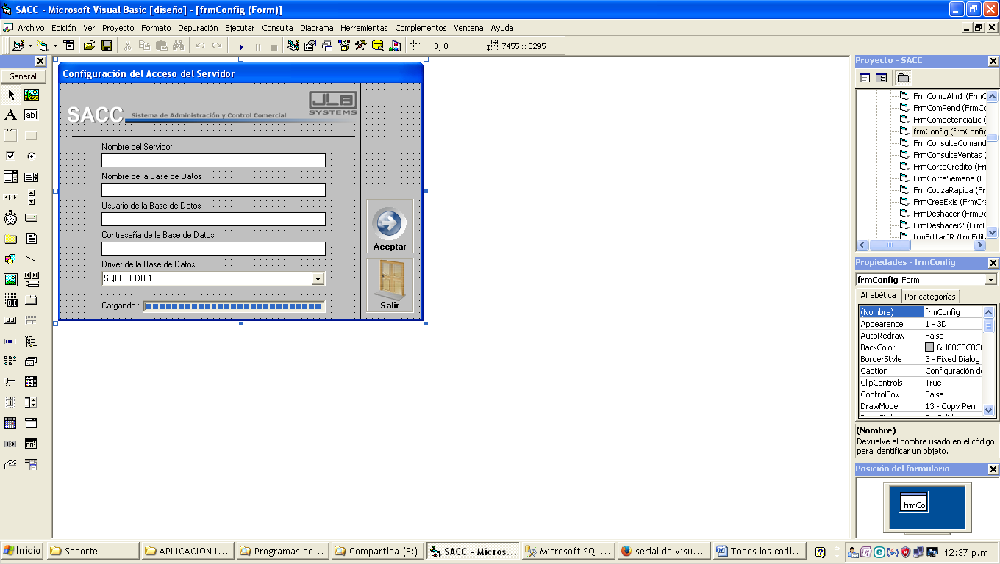 SACC - Microsoft Visual Basic [diseño] - [frmConfig (Form)]
Archivo Edición Ver Proyecto Formato Depuración Ejecutar Consulta Diagrama Herramientas Complementos Ventana Ayuda
0, 0 7455 x 5295
General
A ab|
xy
OLE
Configuración del Acceso del Servidor
JLB
SYSTEMS
SACC Sistema de Administración y Control Comercial
Nombre del Servidor
Nombre de la Base de Datos
Usuario de la Base de Datos
Contraseña de la Base de Datos
Driver de la Base de Datos
SQLOLEDB.1
Cargando :
Aceptar
Salir
Proyecto - SACC
FrmCompAlm1 (FrmC
FrmComPend (FrmCo
FrmCompetenciaLic (
frmConfig (frmConfig
FrmConsultaComand
FrmConsultaVentas (
FrmCorteCredito (Fr
FrmCorteSemana (Fr
FrmCotizaRapida (Fr
FrmCreaExis (FrmCre
FrmDeshacer (FrmDe
FrmDeshacer2 (FrmD
frmEditarJR (frmEdit
Propiedades - frmConfig
frmConfig Form
Alfabética Por categorías
(Nombre) frmConfig
Appearance 1 - 3D
AutoRedraw False
BackColor &H00C0C0C0
BorderStyle 3 - Fixed Dialog
Caption Configuración de
ClipControls True
ControlBox False
DrawMode 13 - Copy Pen
(Nombre)
Devuelve el nombre usado en el código
para identificar un objeto.
Posición del formulario
frmCon
Inicio Soporte APLICACION I... Programas de... Compartida (E:) SACC - Micros... Microsoft SQL... serial de visu... Todos los codi... 12:37 p.m.